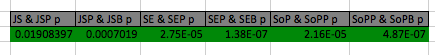 JS & JSP p JSP & JSB p SE & SEP p SEP & SEB p SoP & SoPP p SoPP & SoPB p
0.01908397 0.0007019 2.75E-05 1.38E-07 2.16E-05 4.87E-07